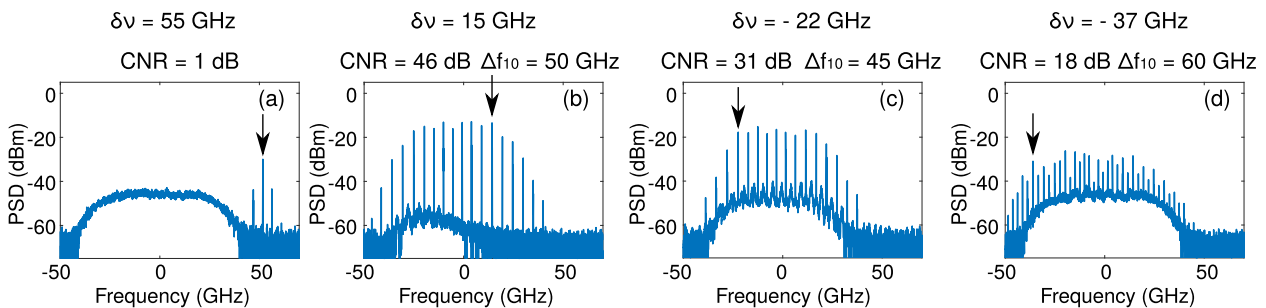 δν = 55 GHz
CNR = 1 dB
(a)
PSD (dBm)
0
-20
-40
-60
-50
0
50
Frequency (GHz)
δν = 15 GHz
CNR = 46 dB Δf10 = 50 GHz
(b)
PSD (dBm)
0
-20
-40
-60
-50
0
50
Frequency (GHz)
δν = - 22 GHz
CNR = 31 dB Δf10 = 45 GHz
(c)
PSD (dBm)
0
-20
-40
-60
-50
0
50
Frequency (GHz)
δν = - 37 GHz
CNR = 18 dB Δf10 = 60 GHz
(d)
PSD (dBm)
0
-20
-40
-60
-50
0
50
Frequency (GHz)